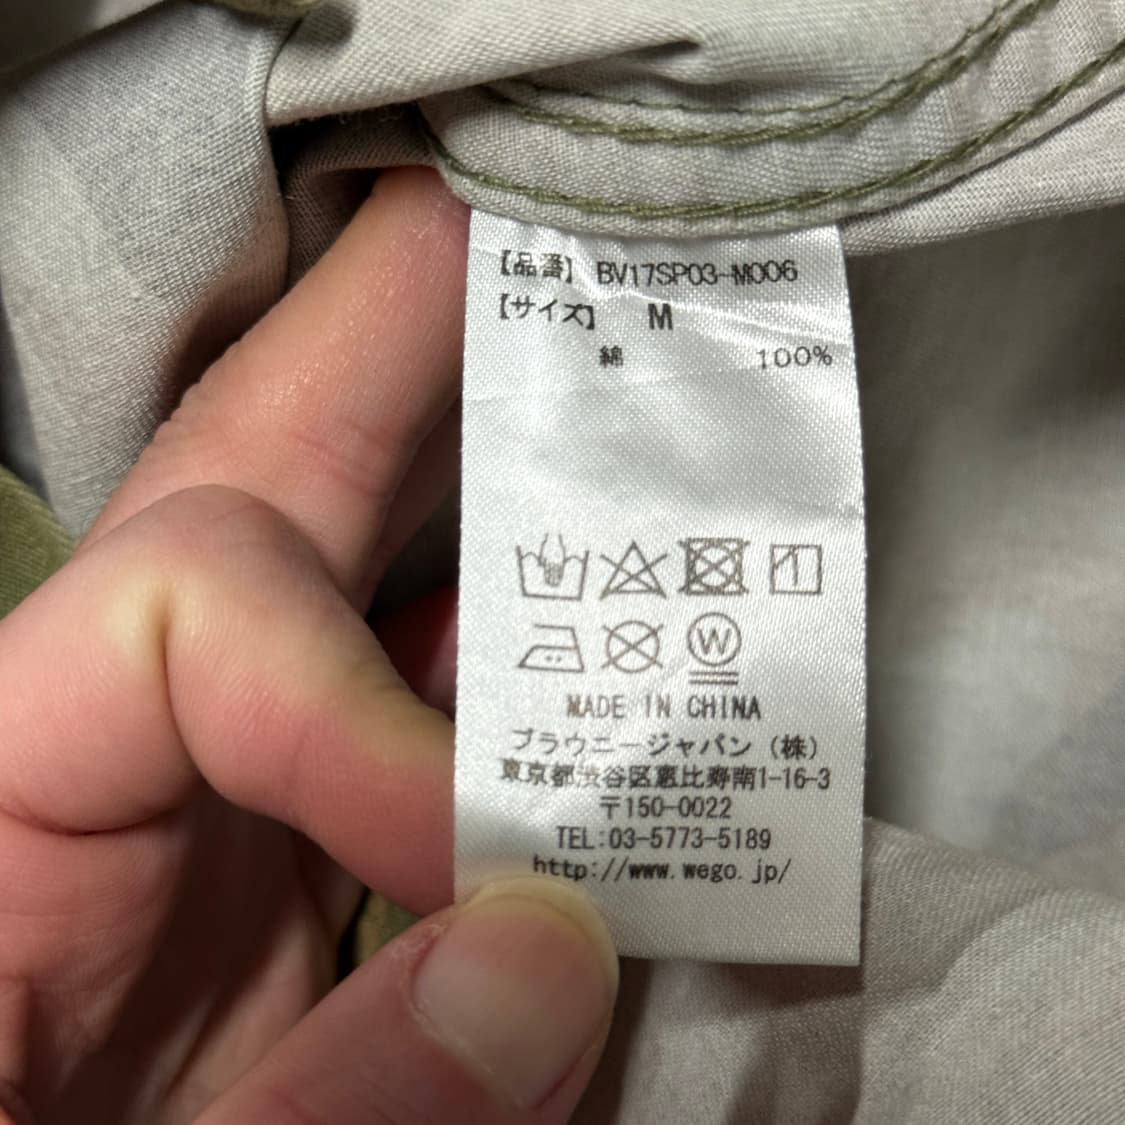 【品番】 BV17SP03-M006
【サイズ】 M
綿 100%
W
MADE IN CHINA
ブラウニージャパン（株）
東京都渋谷区恵比寿南1-16-3
〒150-0022
TEL:03-5773-5189
http://www.wego.jp/